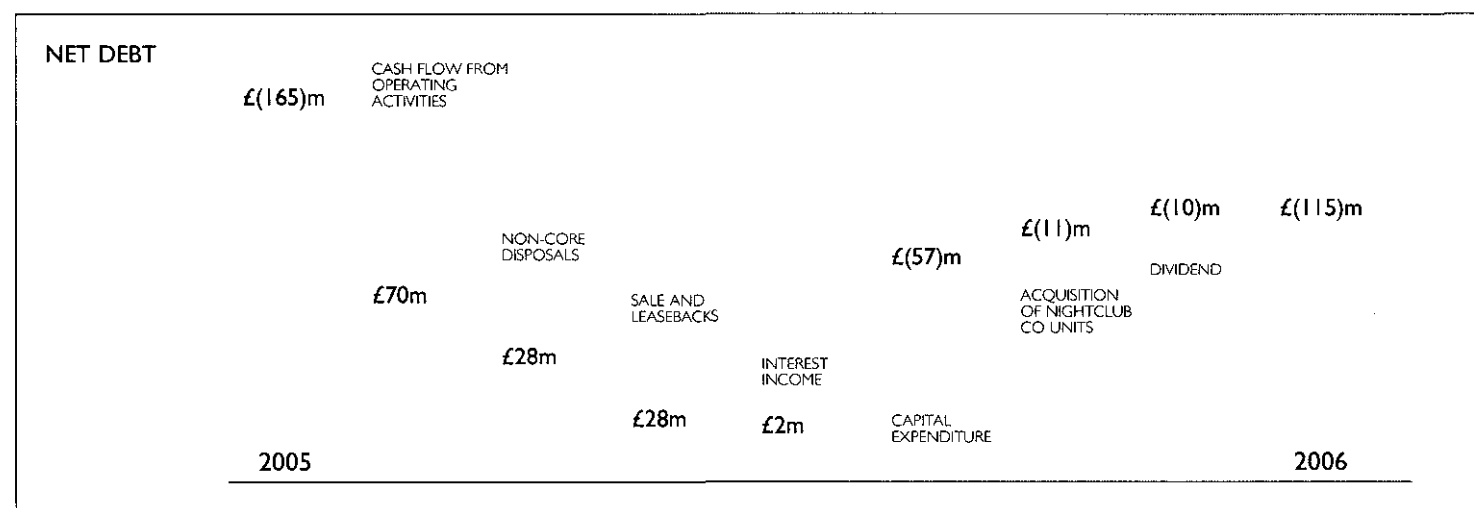 NET DEBT
£(165)m
CASH FLOW FROM
OPERATING
ACTIVITIES
£70m
NON-CORE
DISPOSALS
£28m
SALE AND
LEASEBACKS
£28m
INTEREST
INCOME
£2m
£(57)m
CAPITAL
EXPENDITURE
£(11)m
ACQUISITION
OF NIGHTCLUB
CO UNITS
£(10)m
DIVIDEND
£(115)m
2005
2006